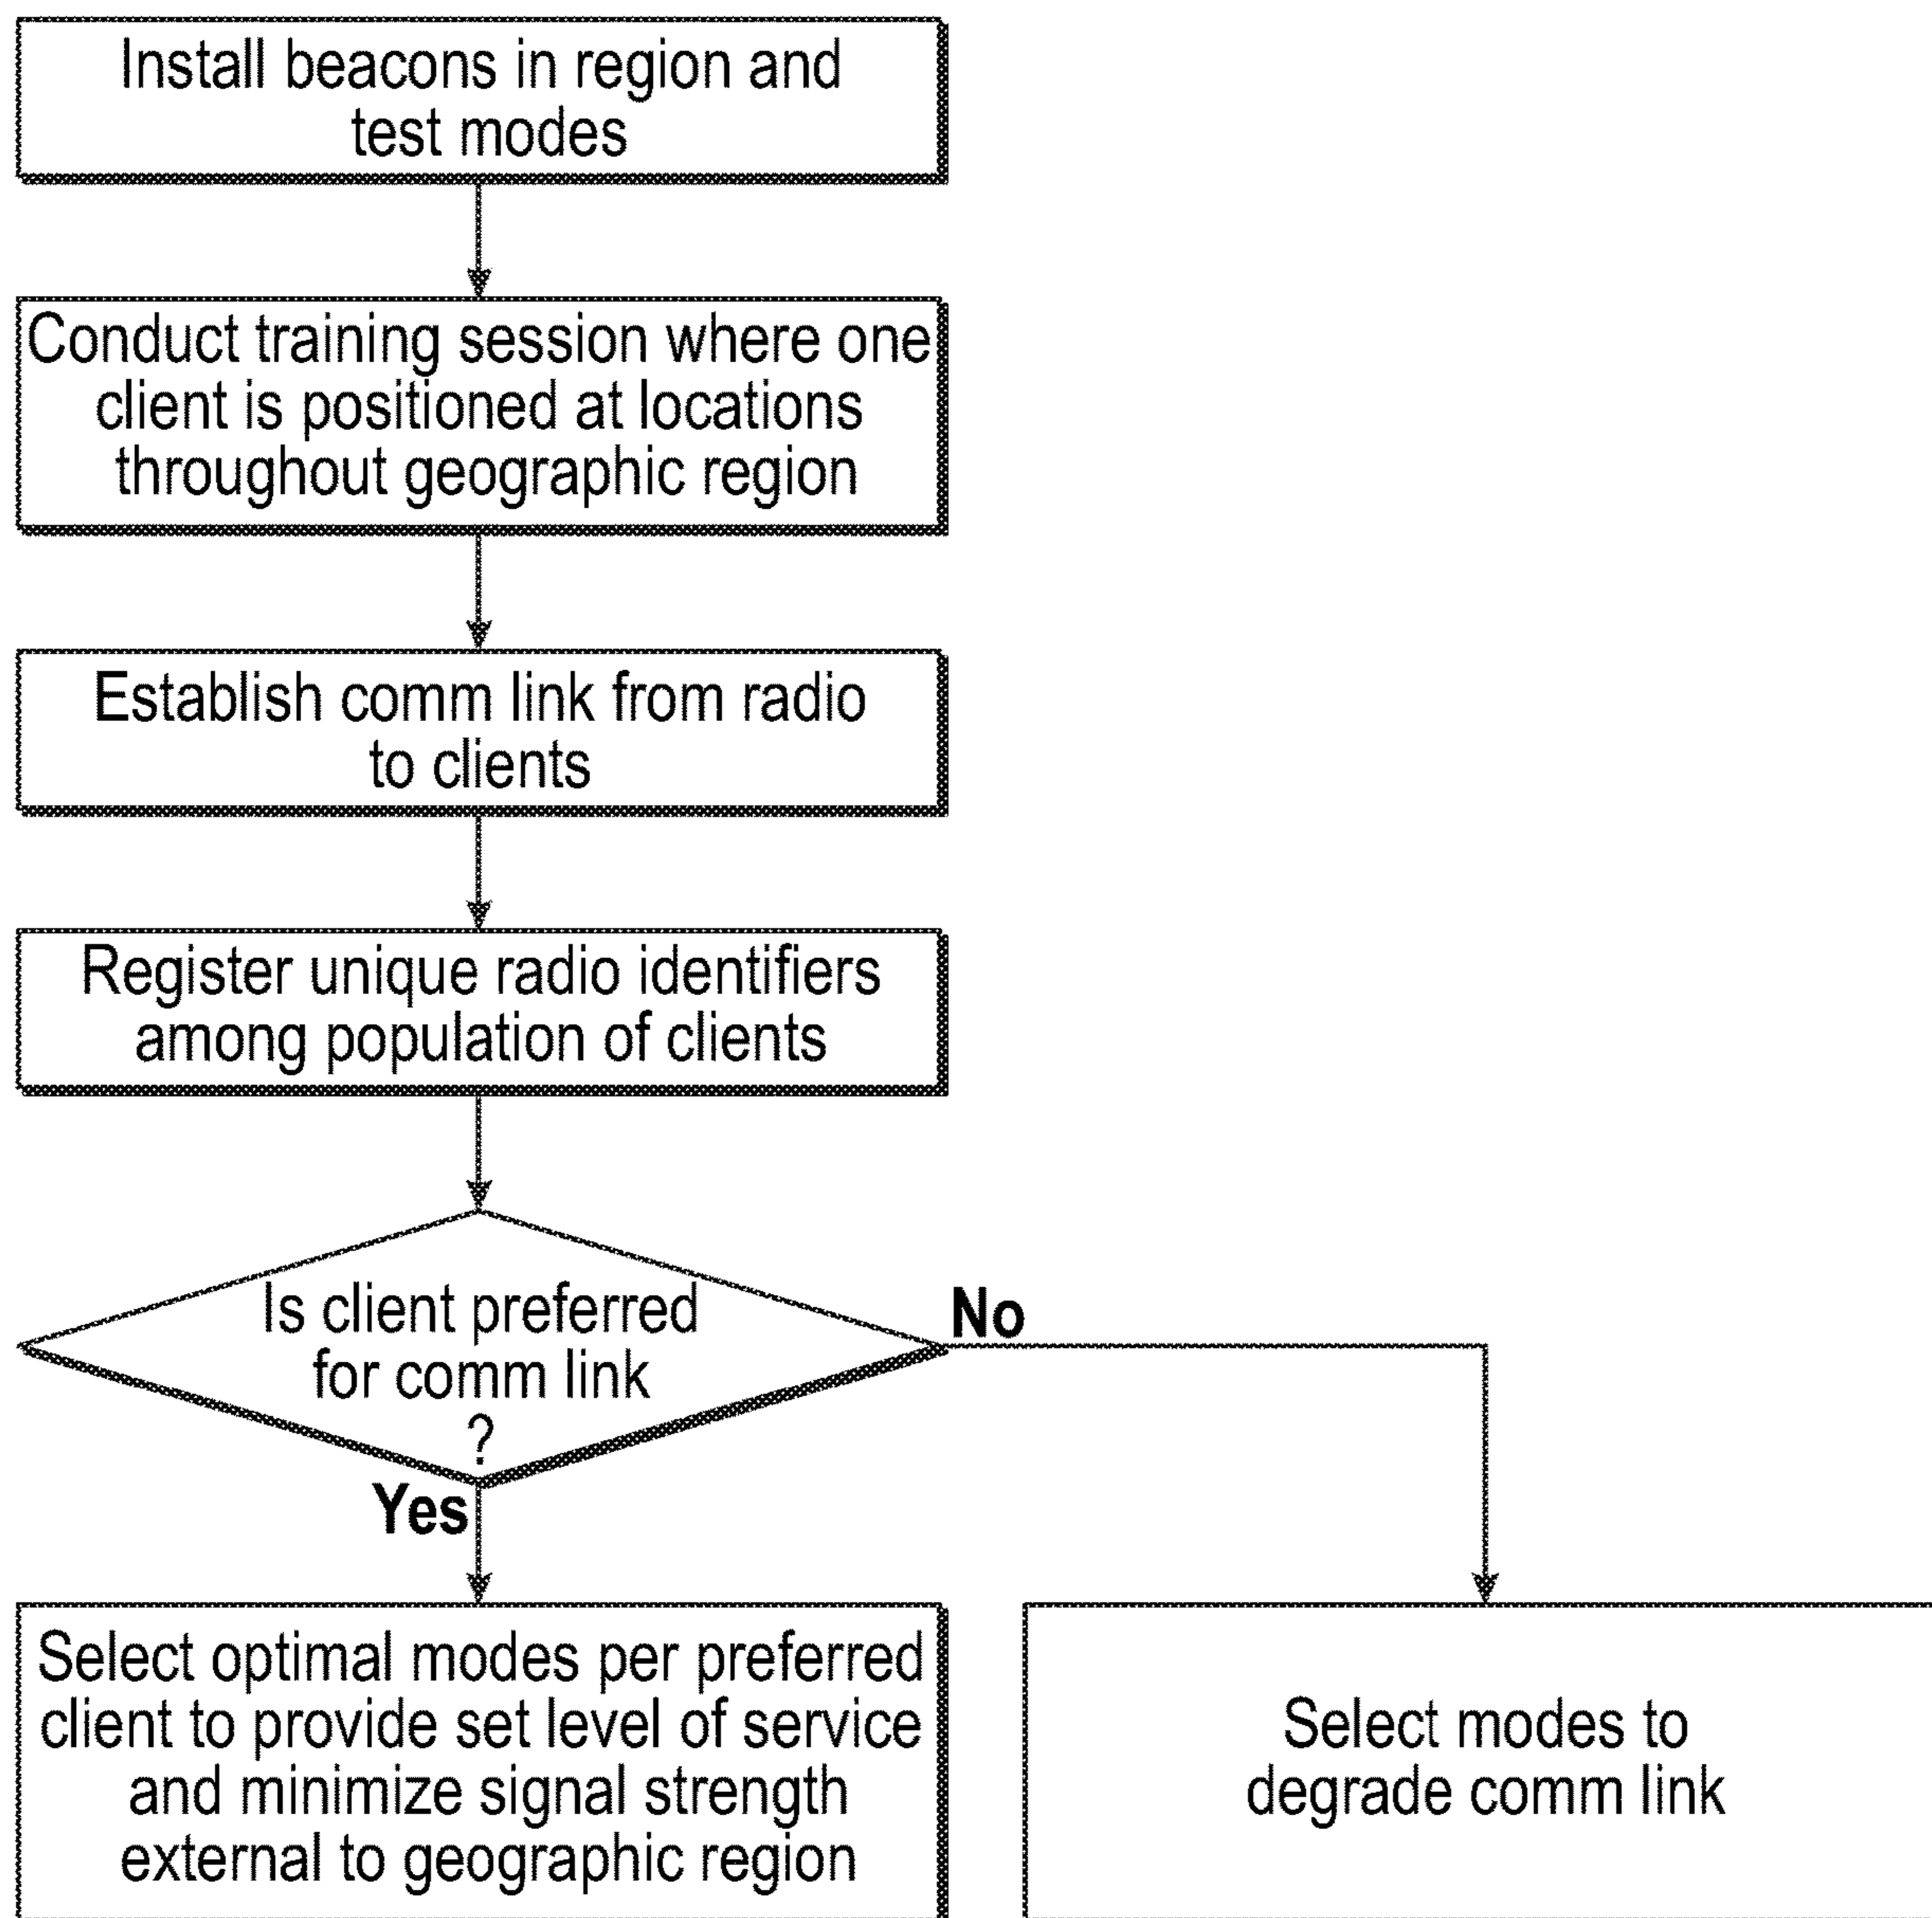 Install beacons in region and
test modes
Conduct training session where one
client is positioned at locations
throughout geographic region
Establish comm link from radio
to clients
Register unique radio identifiers
among population of clients
Is client preferred
for comm link
?
No
Yes
Select optimal modes per preferred
client to provide set level of service
and minimize signal strength
external to geographic region
Select modes to
degrade comm link